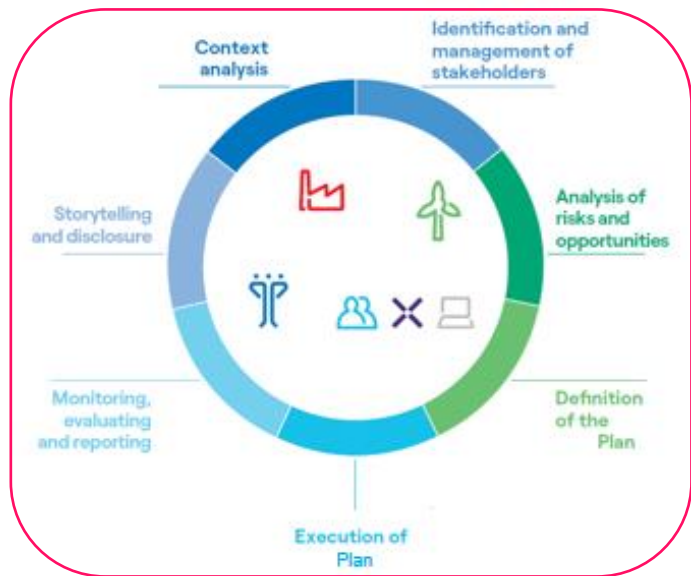 Context
analysis
Identification and
management of
stakeholders
Analysis of
risks and
opportunities
Definition
of the
Plan
Execution of
Plan
Monitoring,
evaluating
and reporting
Storytelling
and disclosure